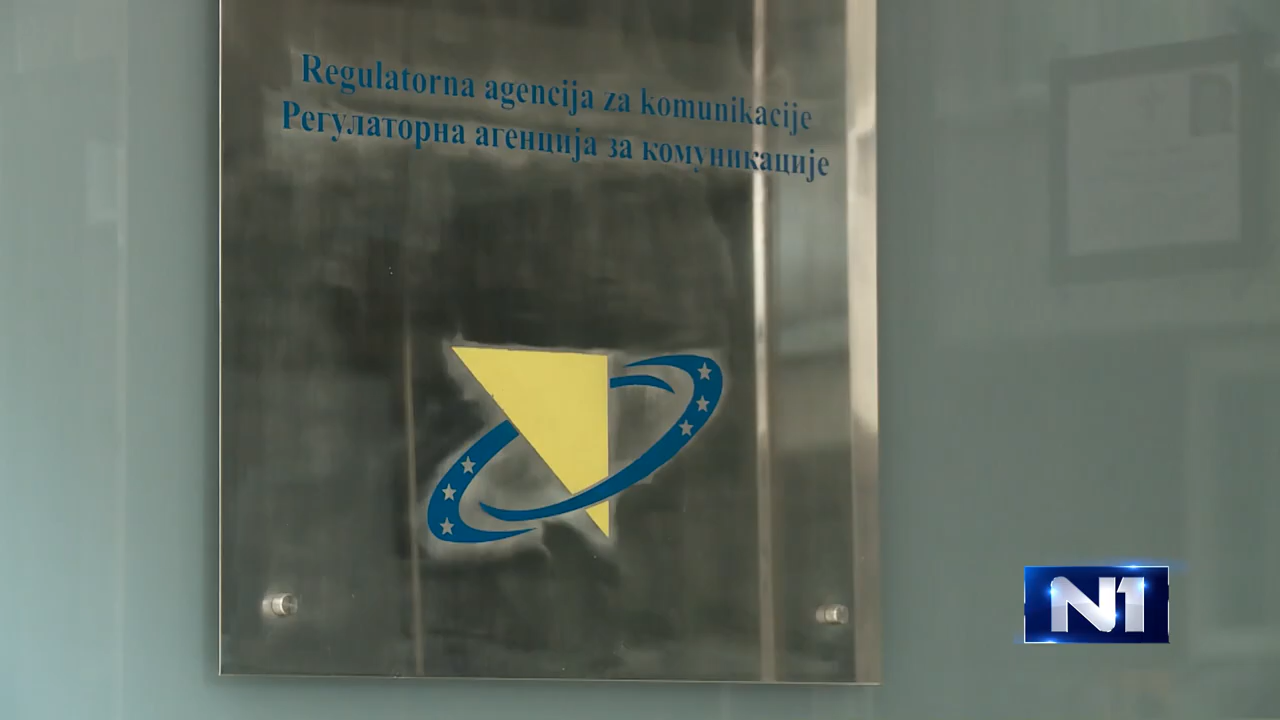 Regulatorna agencija za komunikacije
Регулаторна агенција за комуникације
N1